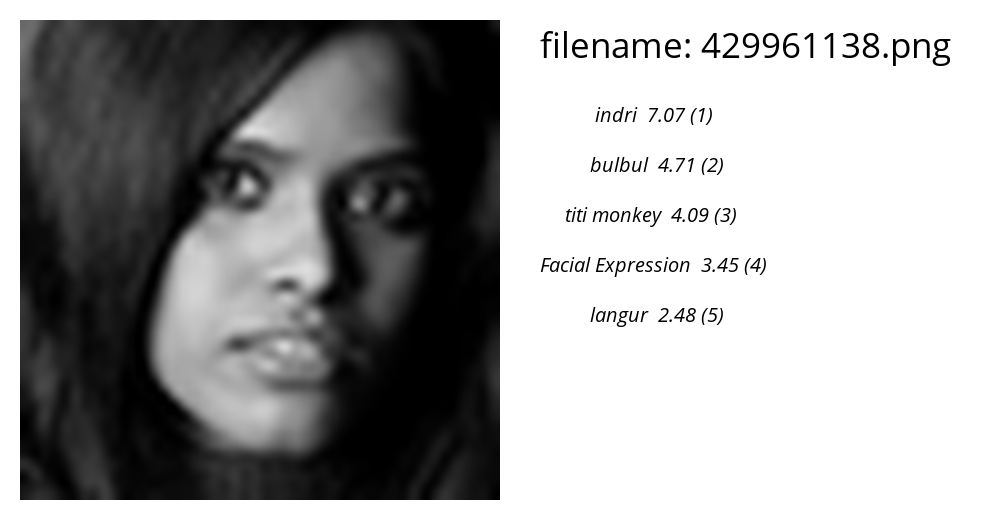 filename: 429961138.png
indri 7.07 (1)
bulbul 4.71 (2)
titi monkey 4.09 (3)
Facial Expression 3.45 (4)
langur 2.48 (5)